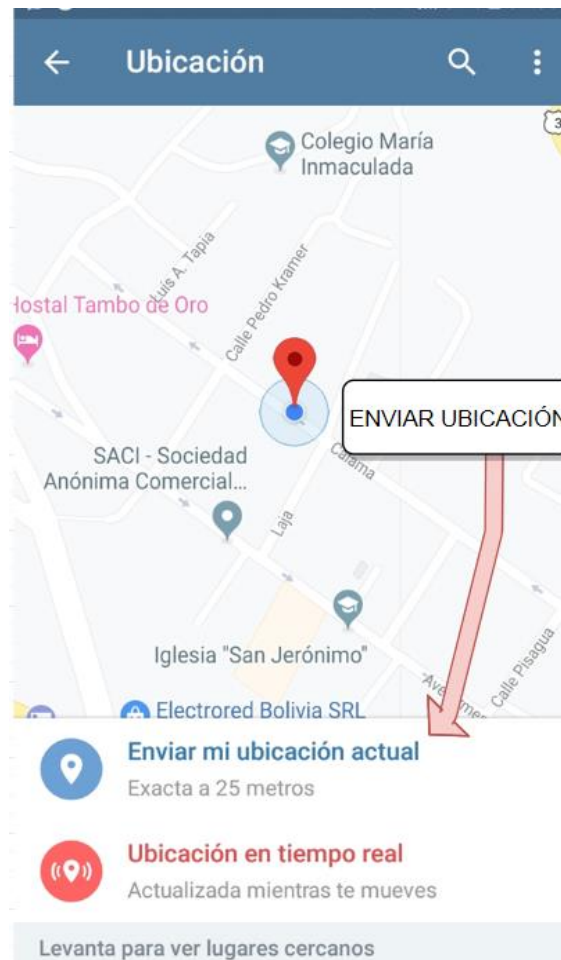 Ubicación
Colegio María
Inmaculada
3
Luis A. Tapia
Calle Pedro Kramer
Hostal Tambo de Oro
ENVIAR UBICACIÓN
SACI - Sociedad
Anónima Comercial...
Calama
Laja
Iglesia "San Jerónimo"
Calle Pisagua
Electrored Bolivia SRL
Enviar mi ubicación actual
Exacta a 25 metros
Ubicación en tiempo real
Actualizada mientras te mueves
Levanta para ver lugares cercanos